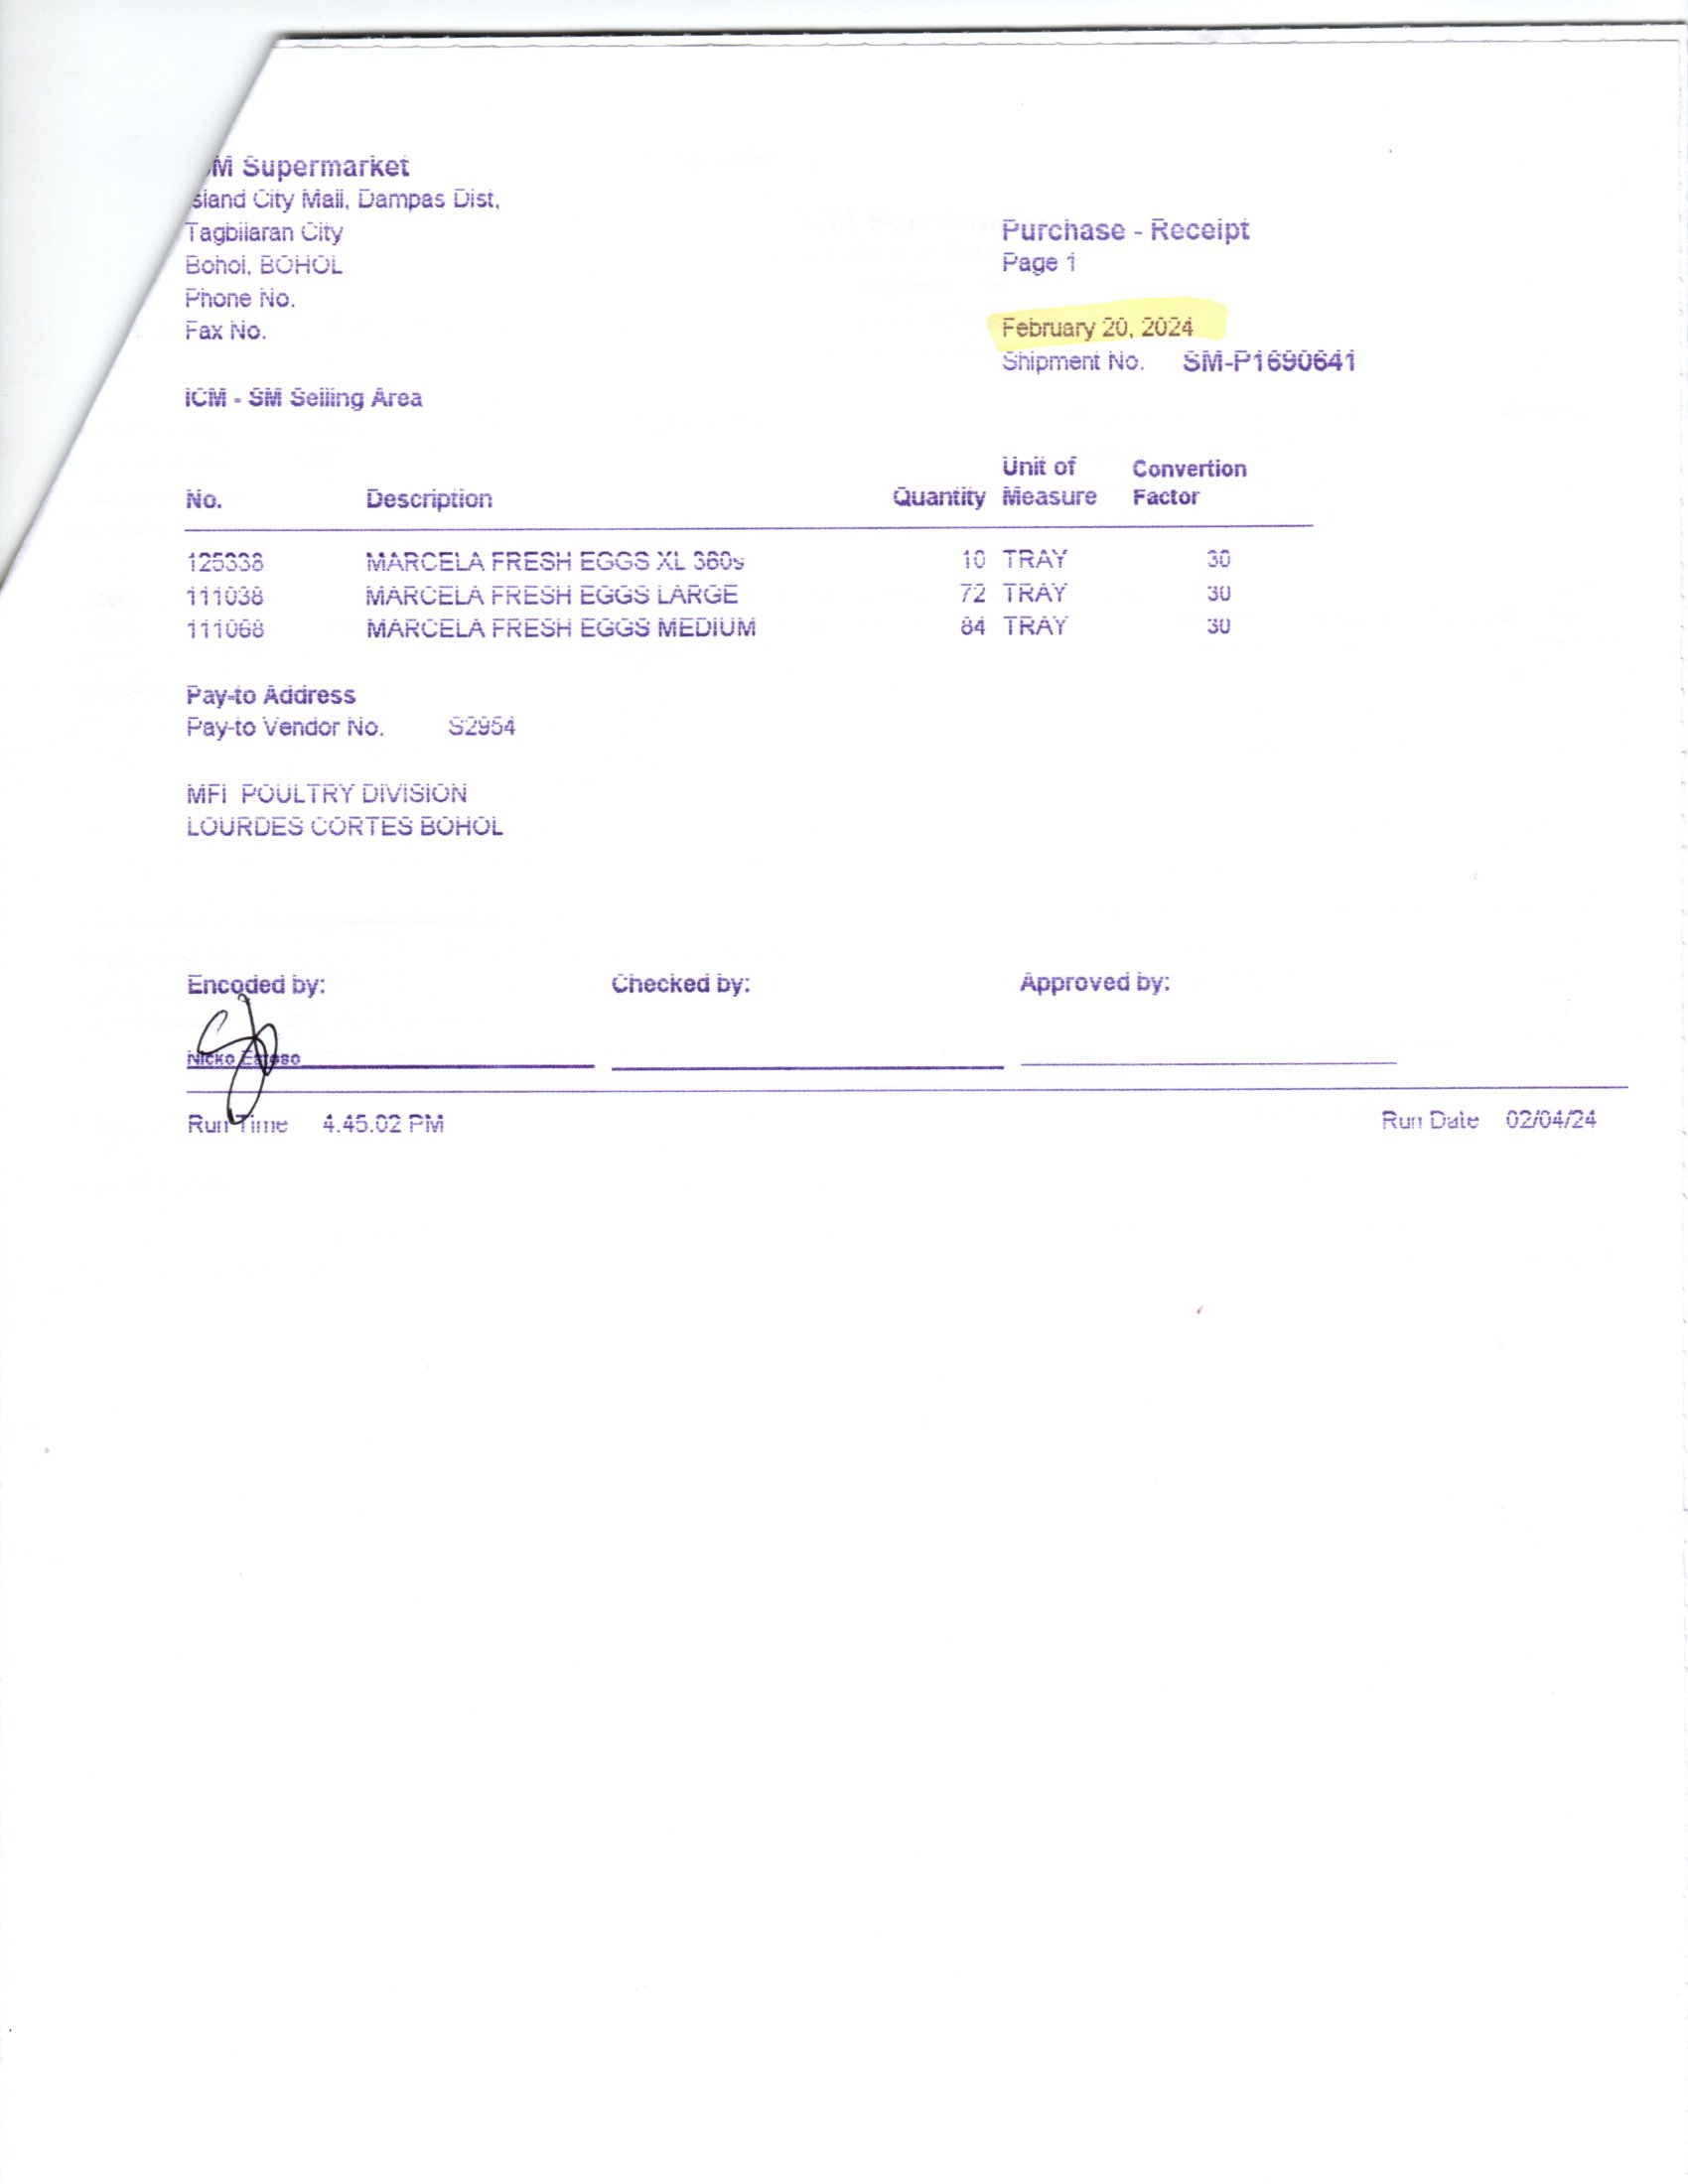 M Supermarket
sland City Mall, Dampas Dist,
Tagbilaran City
Bohol, BOHOL
Phone No.
Fax No.
Purchase - Receipt
Page 1
February 20, 2024
Shipment No. SM-P1690641
ICM - SM Selling Area
No. Description Quantity Unit of Measure Convertion Factor
125338 MARCELA FRESH EGGS XL 360s 10 TRAY 30
111038 MARCELA FRESH EGGS LARGE 72 TRAY 30
111068 MARCELA FRESH EGGS MEDIUM 84 TRAY 30
Pay-to Address
Pay-to Vendor No. S2954
MFI POULTRY DIVISION
LOURDES CORTES BOHOL
Encoded by: Checked by: Approved by:
Nicko
Run Time 4.45.02 PM Run Date 02/04/24